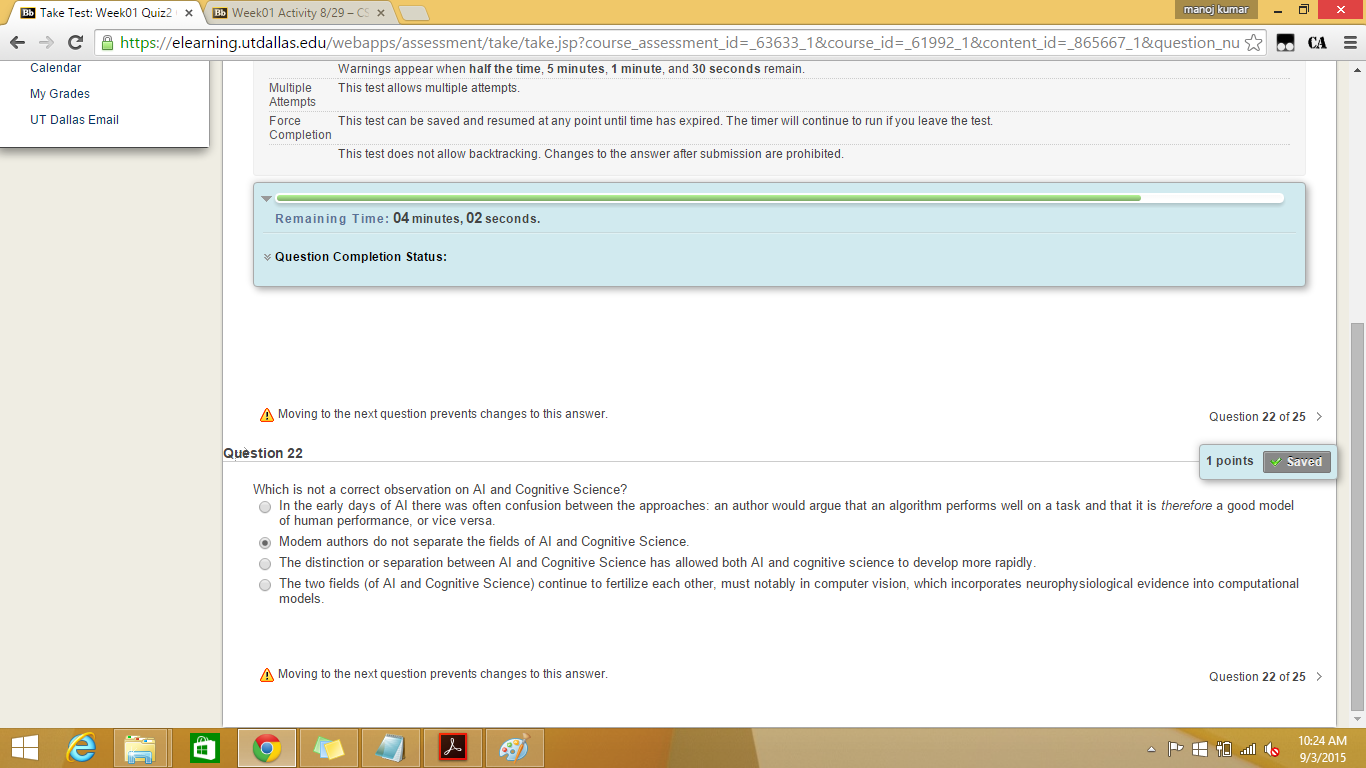 manoj kumar
Bb Take Test: Week01 Quiz2
Bb Week01 Activity 8/29 – CS
https://elearning.utdallas.edu/webapps/assessment/take/take.jsp?course_assessment_id=_63633_1&course_id=_61992_1&content_id=_865667_1&question_nu
CA
Calendar
My Grades
UT Dallas Email
Warnings appear when half the time, 5 minutes, 1 minute, and 30 seconds remain.
Multiple This test allows multiple attempts.
Attempts
Force This test can be saved and resumed at any point until time has expired. The timer will continue to run if you leave the test.
Completion
This test does not allow backtracking. Changes to the answer after submission are prohibited.
Remaining Time: 04 minutes, 02 seconds.
Question Completion Status:
Moving to the next question prevents changes to this answer.
Question 22 of 25
Question 22
1 points Saved
Which is not a correct observation on AI and Cognitive Science?
In the early days of AI there was often confusion between the approaches: an author would argue that an algorithm performs well on a task and that it is therefore a good model
of human performance, or vice versa.
Modem authors do not separate the fields of AI and Cognitive Science.
The distinction or separation between AI and Cognitive Science has allowed both AI and cognitive science to develop more rapidly.
The two fields (of AI and Cognitive Science) continue to fertilize each other, must notably in computer vision, which incorporates neurophysiological evidence into computational
models.
Moving to the next question prevents changes to this answer.
Question 22 of 25
10:24 AM
9/3/2015